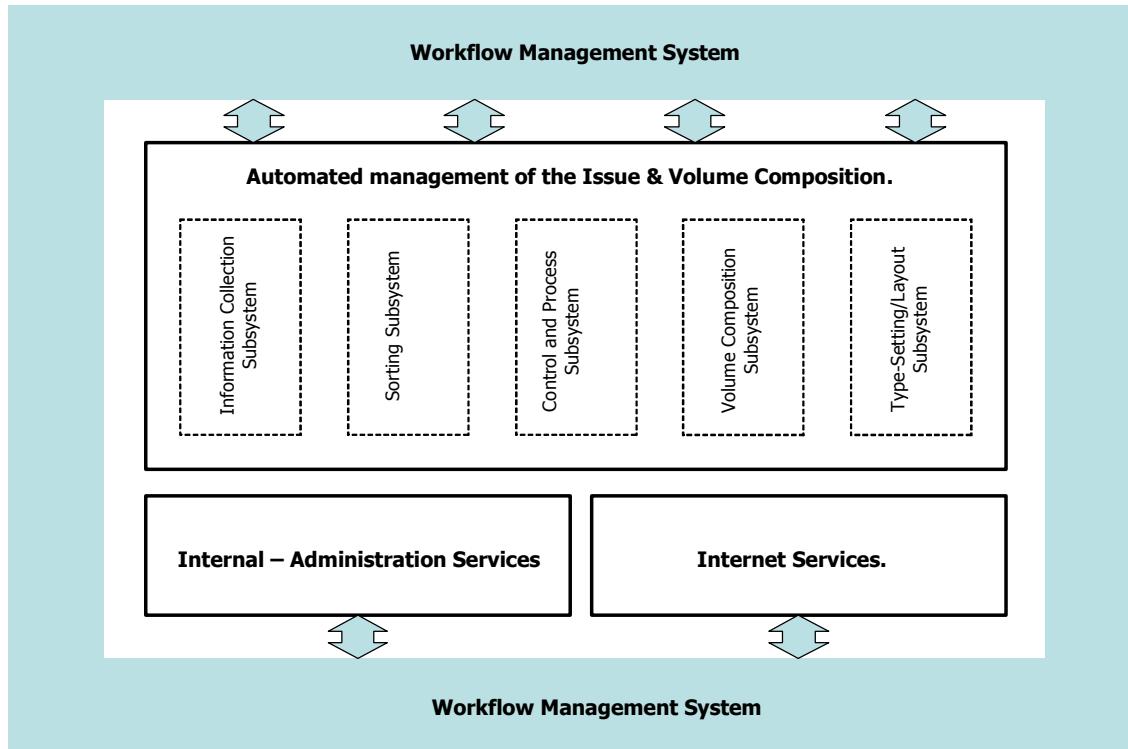 Workflow Management System
Automated management of the Issue & Volume Composition.
Information Collection
Subsystem
Sorting Subsystem
Control and Process
Subsystem
Volume Composition
Subsystem
Type-Setting/Layout
Subsystem
Internal – Administration Services
Internet Services.
Workflow Management System